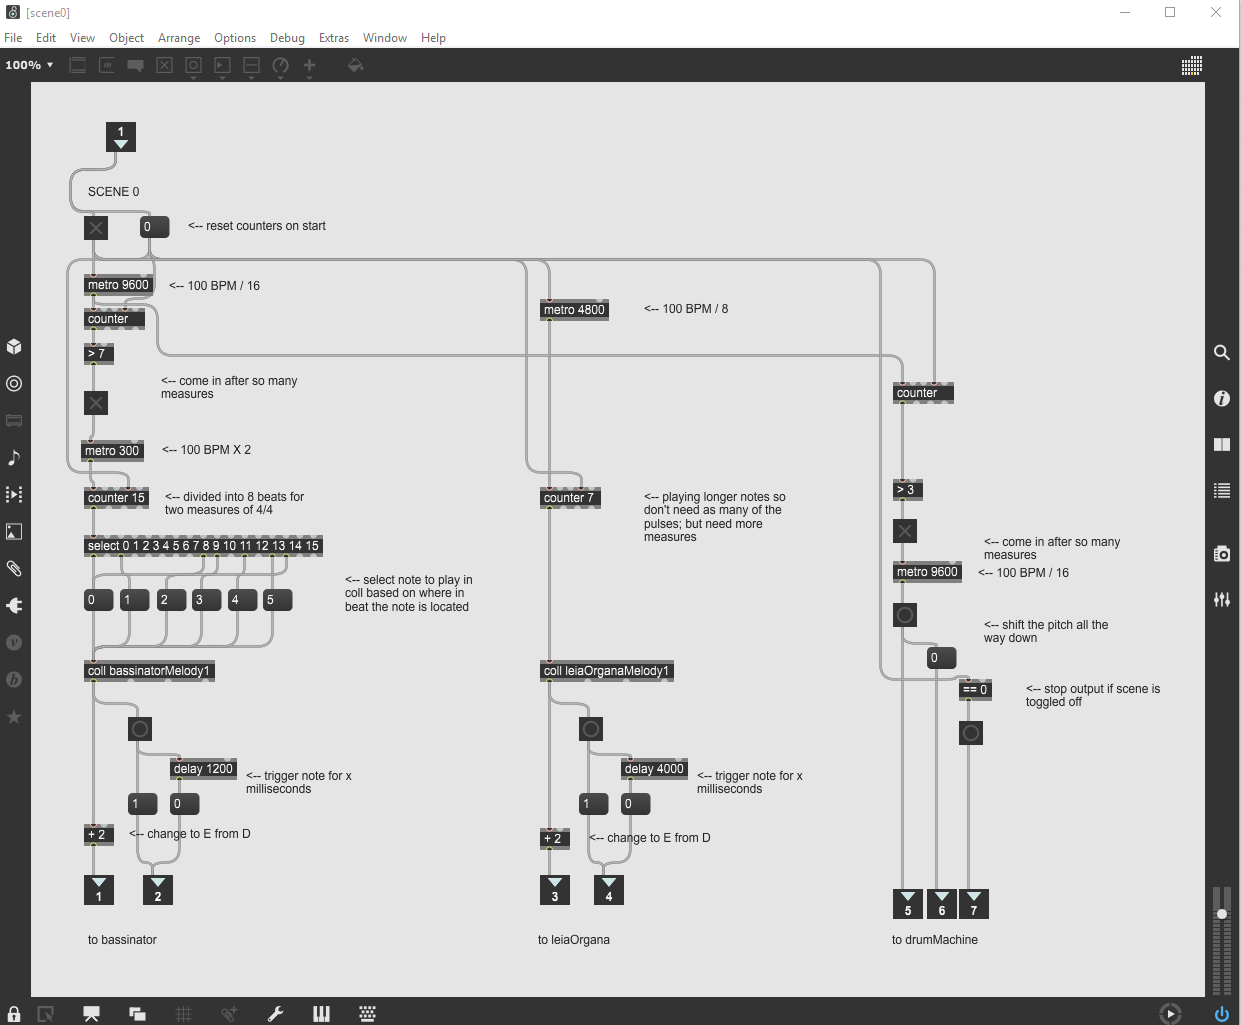 [scene0]
File Edit View Object Arrange Options Debug Extras Window Help
100%
1
SCENE 0
0
<-- reset counters on start
metro 9600
<-- 100 BPM / 16
counter
> 7
<-- come in after so many
measures
metro 300
<-- 100 BPM X 2
counter 15
<-- divided into 8 beats for
two measures of 4/4
select 0 1 2 3 4 5 6 7 8 9 10 11 12 13 14 15
<-- select note to play in
coll based on where in
beat the note is located
0 1 2 3 4 5
coll bassinatorMelody1
delay 1200
<-- trigger note for x
milliseconds
1 0
+ 2
<-- change to E from D
1 2
to bassinator
metro 4800
<-- 100 BPM / 8
counter 7
<-- playing longer notes so
don't need as many of the
pulses; but need more
measures
coll leiaOrganaMelody1
delay 4000
<-- trigger note for x
milliseconds
1 0
+ 2
<-- change to E from D
3 4
to leiaOrgana
counter
> 3
<-- come in after so many
measures
metro 9600
<-- 100 BPM / 16
<-- shift the pitch all the
way down
0
== 0
<-- stop output if scene is
toggled off
5 6 7
to drumMachine